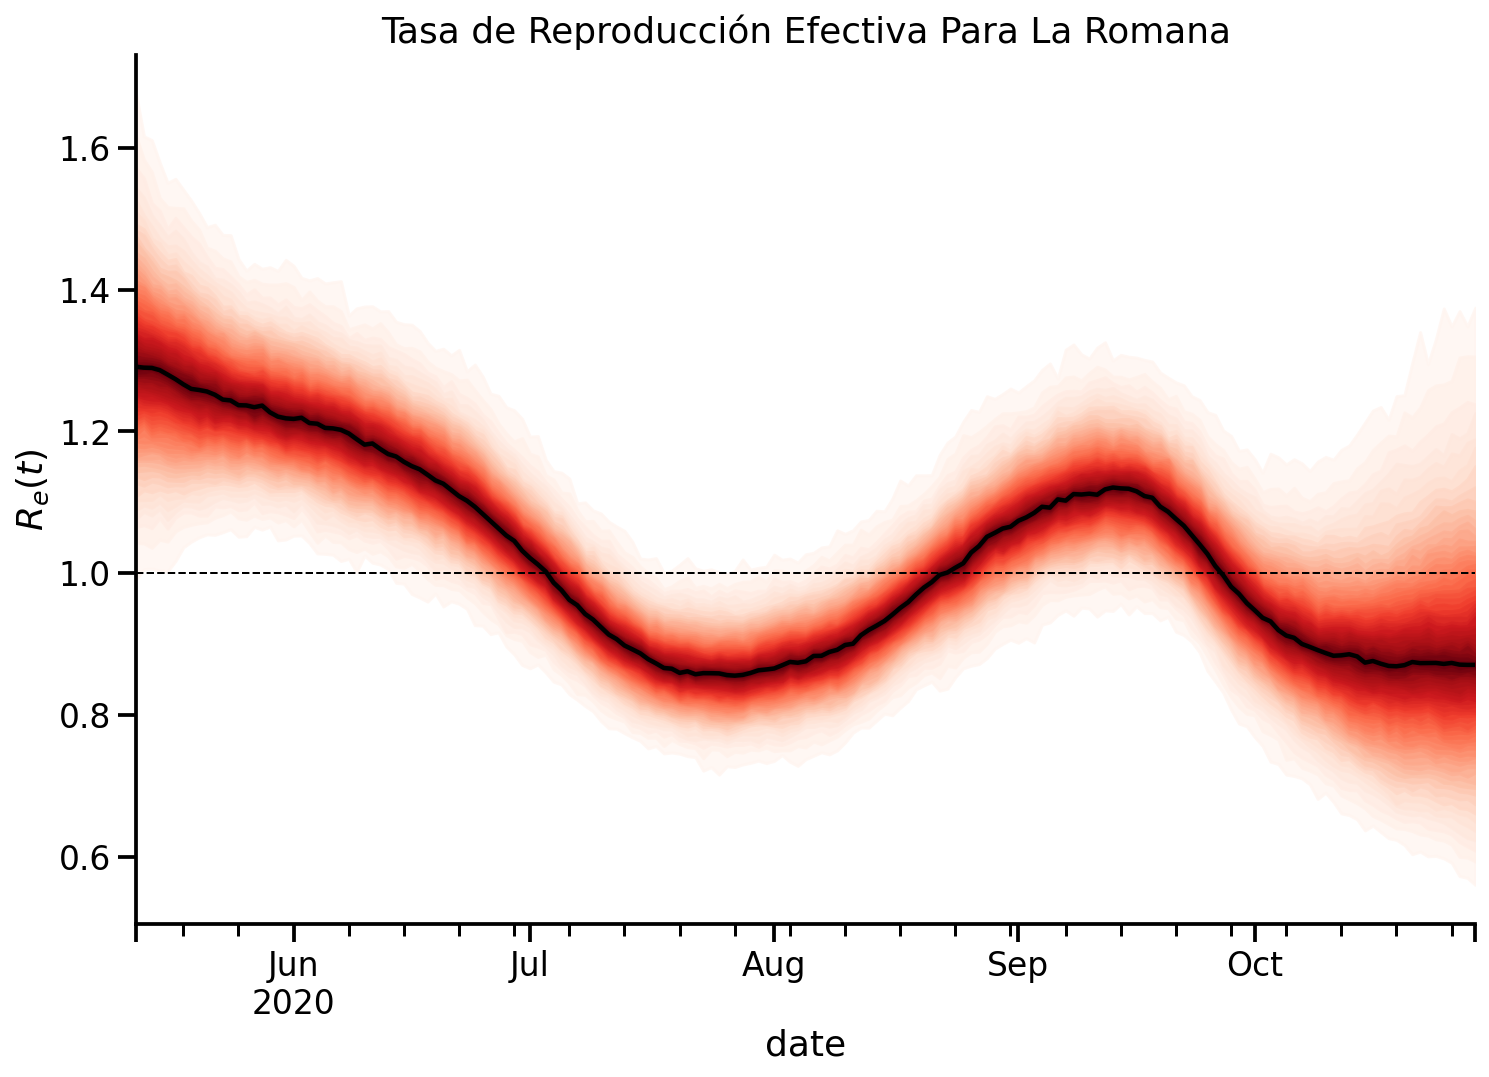 Tasa de Reproducción Efectiva Para La Romana
1.6
1.4
1.2
1.0
0.8
0.6
R_e(t)
Jun Jul Aug Sep Oct
2020
date